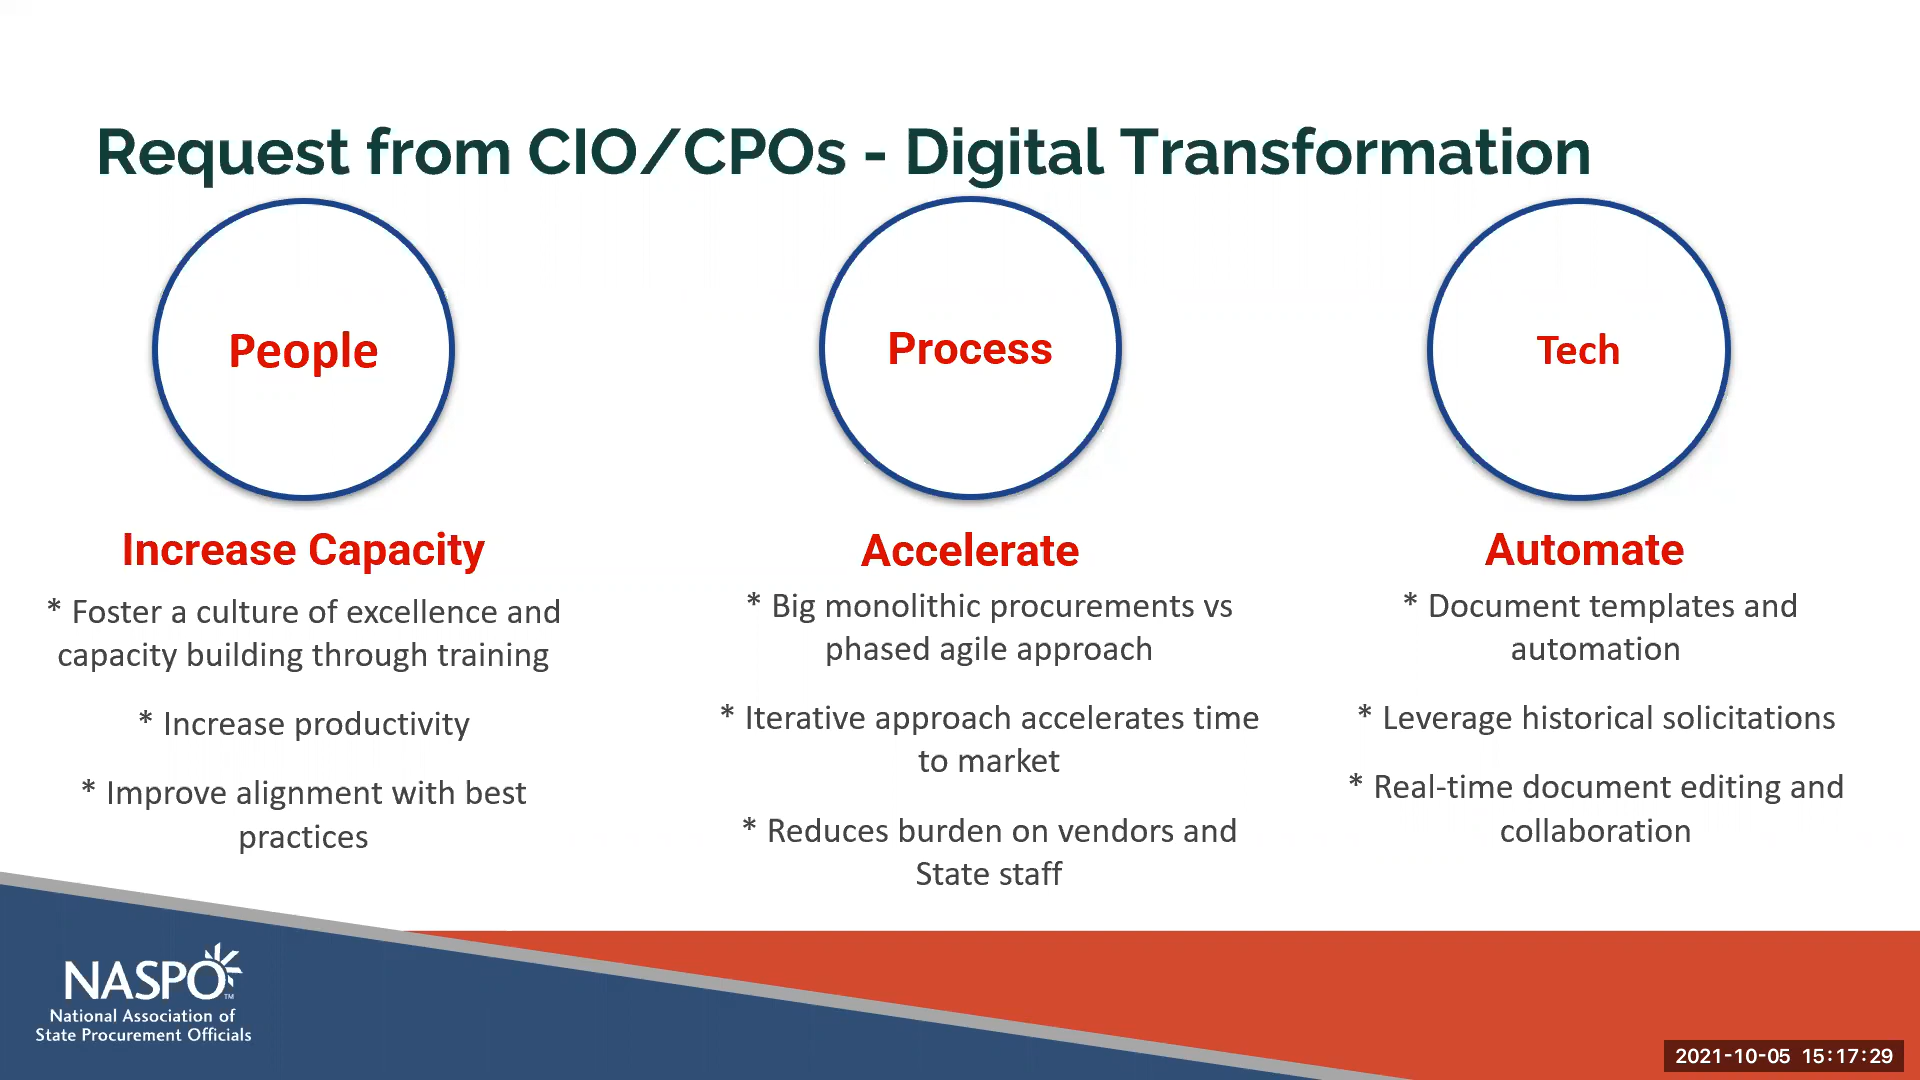 Request from CIO/CPOs - Digital Transformation
People
Increase Capacity
* Foster a culture of excellence and
capacity building through training
* Increase productivity
* Improve alignment with best
practices
Process
Accelerate
* Big monolithic procurements vs
phased agile approach
* Iterative approach accelerates time
to market
* Reduces burden on vendors and
State staff
Tech
Automate
* Document templates and
automation
* Leverage historical solicitations
* Real-time document editing and
collaboration
NASPO™
National Association of
State Procurement Officials
2021-10-05 15:17:29